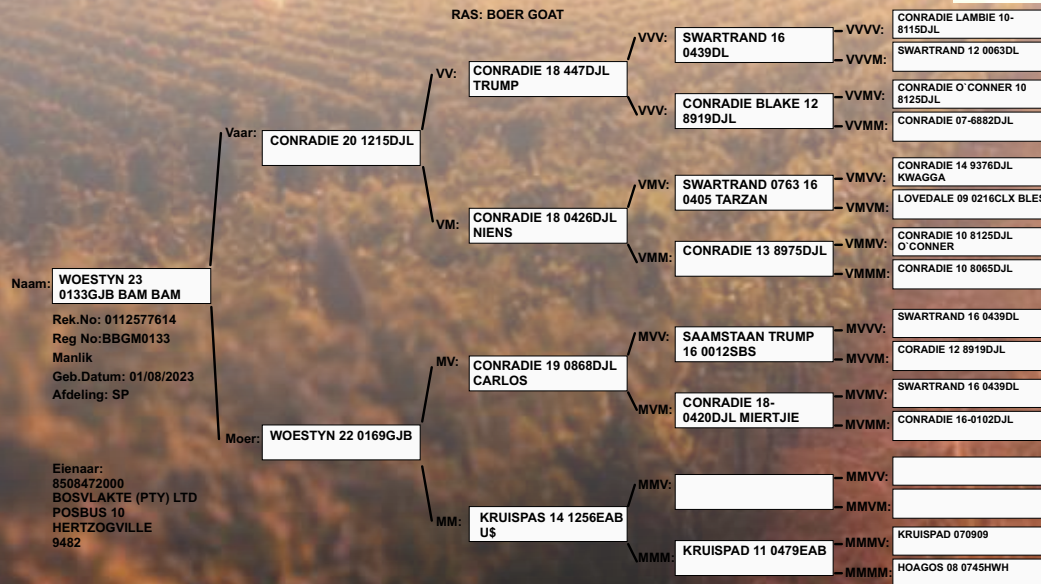 RAS: BOER GOAT
Naam:
WOESTYN 23
0133GJB BAM BAM
Rek.No: 0112577614
Reg No:BBGM0133
Manlik
Geb.Datum: 01/08/2023
Afdeling: SP
Eienaar:
8508472000
BOSVLAKTE (PTY) LTD
POSBUS 10
HERTZOGVILLE
9482
Vaar:
CONRADIE 20 1215DJL
Moer:
WOESTYN 22 0169GJB
VV:
CONRADIE 18 447DJL
TRUMP
VM:
CONRADIE 18 0426DJL
NIENS
MV:
CONRADIE 19 0868DJL
CARLOS
MM:
KRUISPAS 14 1256EAB
U$
VVV:
SWARTRAND 16
0439DL
VVV:
CONRADIE BLAKE 12
8919DJL
VMV:
SWARTRAND 0763 16
0405 TARZAN
VMM:
CONRADIE 13 8975DJL
MVV:
SAAMSTAAN TRUMP
16 0012SBS
MVM:
CONRADIE 18-
0420DJL MIERTJIE
MMV:
MMM:
KRUISPAD 11 0479EAB
VVVV:
CONRADIE LAMBIE 10-
8115DJL
VVVM:
SWARTRAND 12 0063DL
VVMV:
CONRADIE O`CONNER 10
8125DJL
VVMM:
CONRADIE 07-6882DJL
VMVV:
CONRADIE 14 9376DJL
KWAGGA
VMVM:
LOVEDALE 09 0216CLX BLES
VMMV:
CONRADIE 10 8125DJL
O`CONNER
VMMM:
CONRADIE 10 8065DJL
MVVV:
SWARTRAND 16 0439DL
MVVM:
CORADIE 12 8919DJL
MVMV:
SWARTRAND 16 0439DL
MVMM:
CONRADIE 16-0102DJL
MMVV:
MMVM:
MMMV:
KRUISPAD 070909
MMMM:
HOAGOS 08 0745HWH